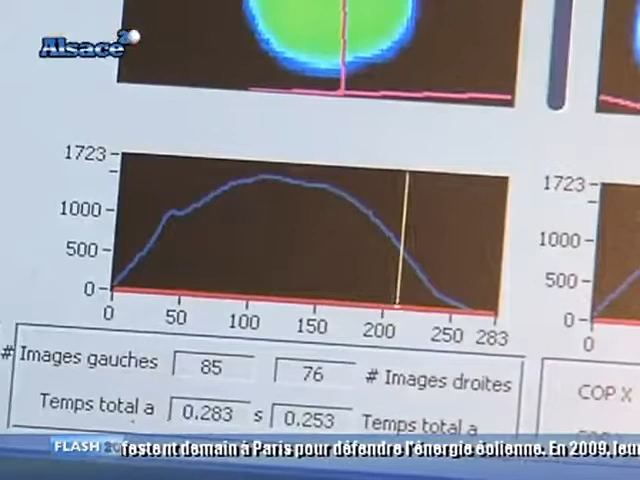 Alsace 20
1723
1000
500
0
0 50 100 150 200 250 283
1723
1000
500
0
0
# Images gauches 85 76 # Images droites
Temps total a 0.283 s 0.253 Temps total a
COP X
FLASH festent demain à Paris pour défendre l'énergie éolienne. En 2009, leur